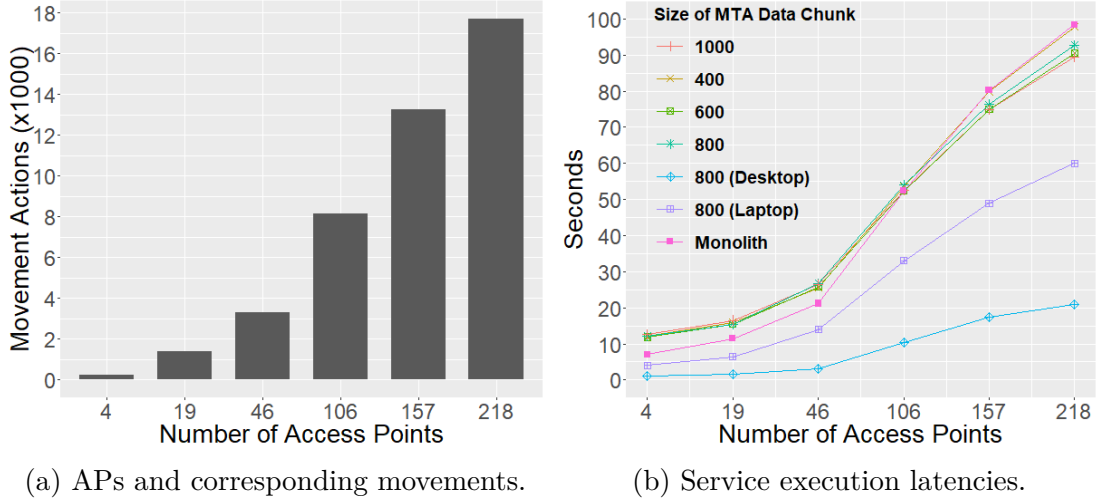 Movement Actions (x1000)
18
16
14
12
10
8
6
4
2
0
4 19 46 106 157 218
Number of Access Points
(a) APs and corresponding movements.
Seconds
100
90
80
70
60
50
40
30
20
10
0
Size of MTA Data Chunk
1000
400
600
800
800 (Desktop)
800 (Laptop)
Monolith
4 19 46 106 157 218
Number of Access Points
(b) Service execution latencies.